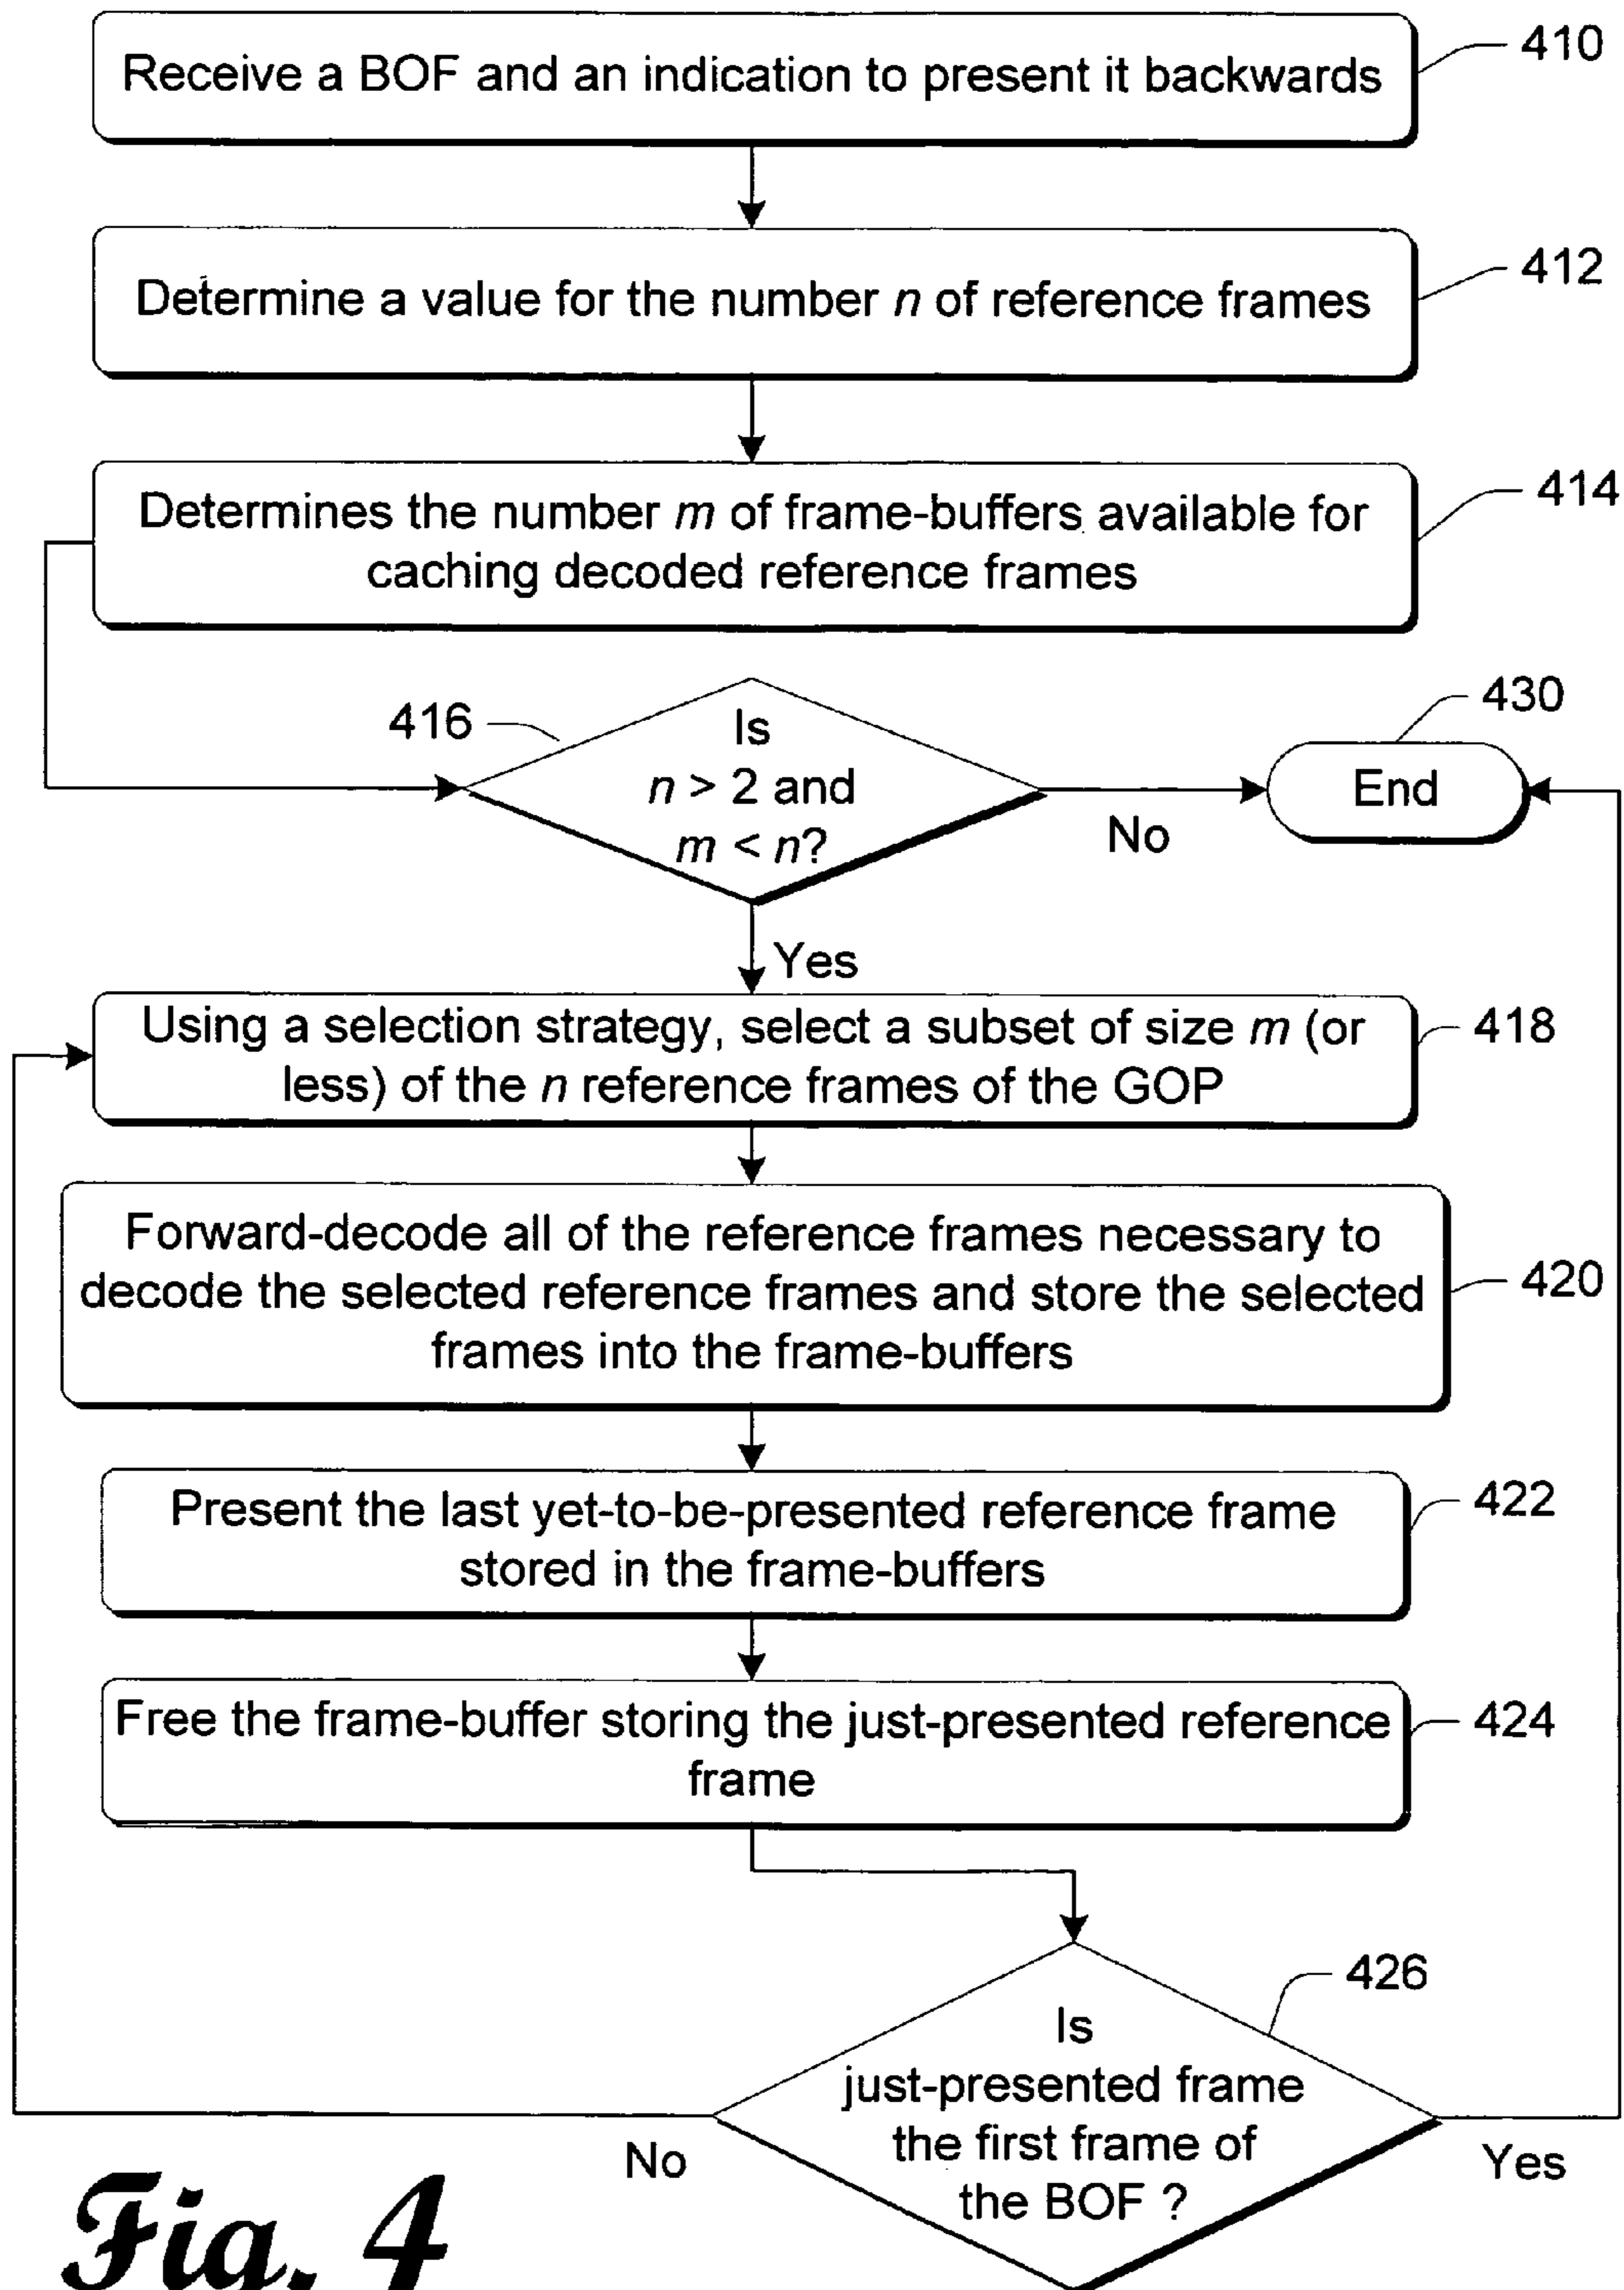 Receive a BOF and an indication to present it backwards
410
Determine a value for the number n of reference frames
412
Determines the number m of frame-buffers available for
caching decoded reference frames
414
416
Is
n > 2 and
m < n?
No
430
End
Yes
Using a selection strategy, select a subset of size m (or
less) of the n reference frames of the GOP
418
Forward-decode all of the reference frames necessary to
decode the selected reference frames and store the selected
frames into the frame-buffers
420
Present the last yet-to-be-presented reference frame
stored in the frame-buffers
422
Free the frame-buffer storing the just-presented reference
frame
424
426
Is
just-presented frame
the first frame of
the BOF ?
No
Yes
Fig. 4